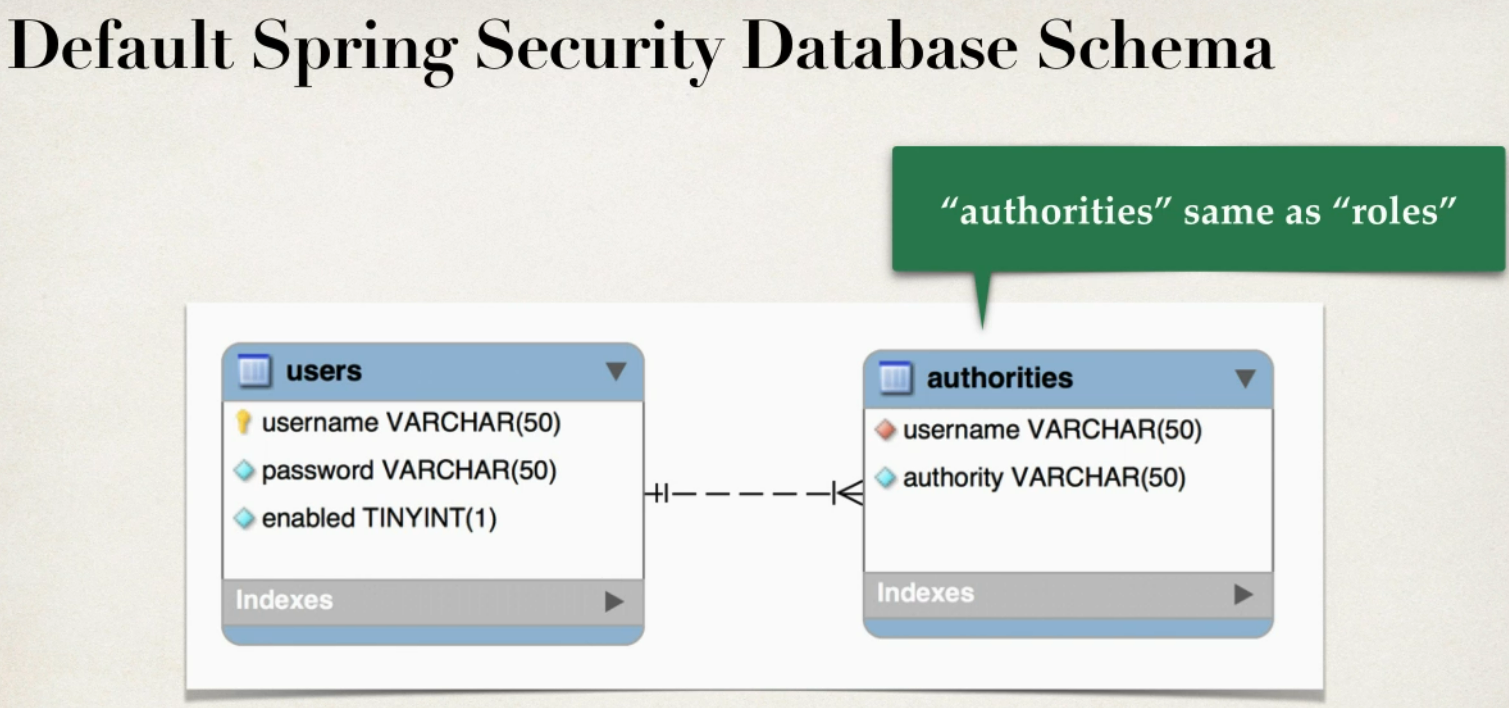 Default Spring Security Database Schema
“authorities” same as “roles”
users
username VARCHAR(50)
password VARCHAR(50)
enabled TINYINT(1)
Indexes
authorities
username VARCHAR(50)
authority VARCHAR(50)
Indexes